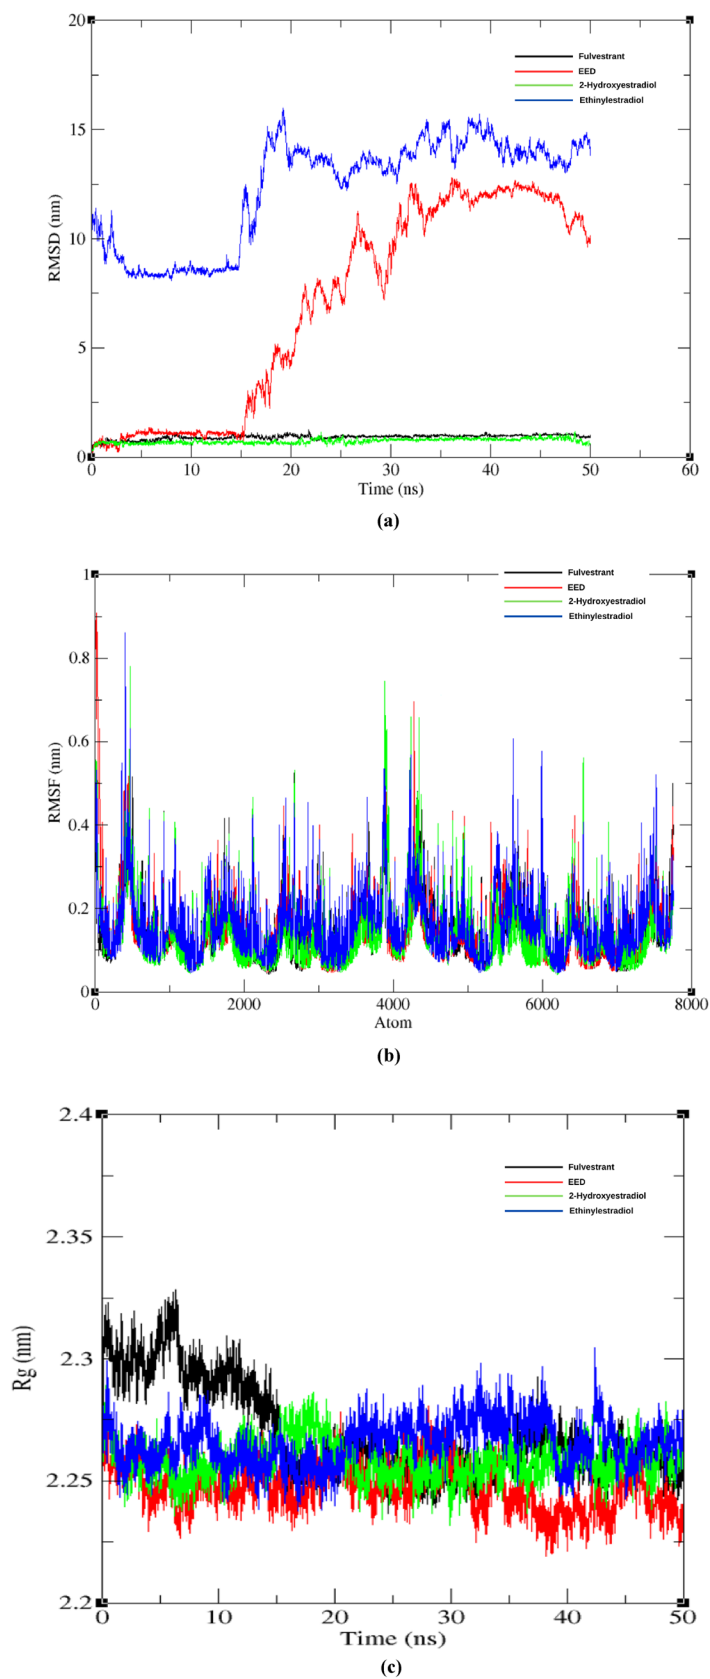 20
Fulvestrant
EED
2-Hydroxyestradiol
Ethinylestradiol
15
RMSD (nm)
10
5
0
0 10 20 30 40 50 60
Time (ns)
(a)
1
Fulvestrant
EED
2-Hydroxyestradiol
Ethinylestradiol
0.8
0.6
RMSF (nm)
0.4
0.2
0
0 2000 4000 6000 8000
Atom
(b)
2.4
Fulvestrant
EED
2-Hydroxyestradiol
Ethinylestradiol
2.35
2.3
Rg (nm)
2.25
2.2
0 10 20 30 40 50
Time (ns)
(c)